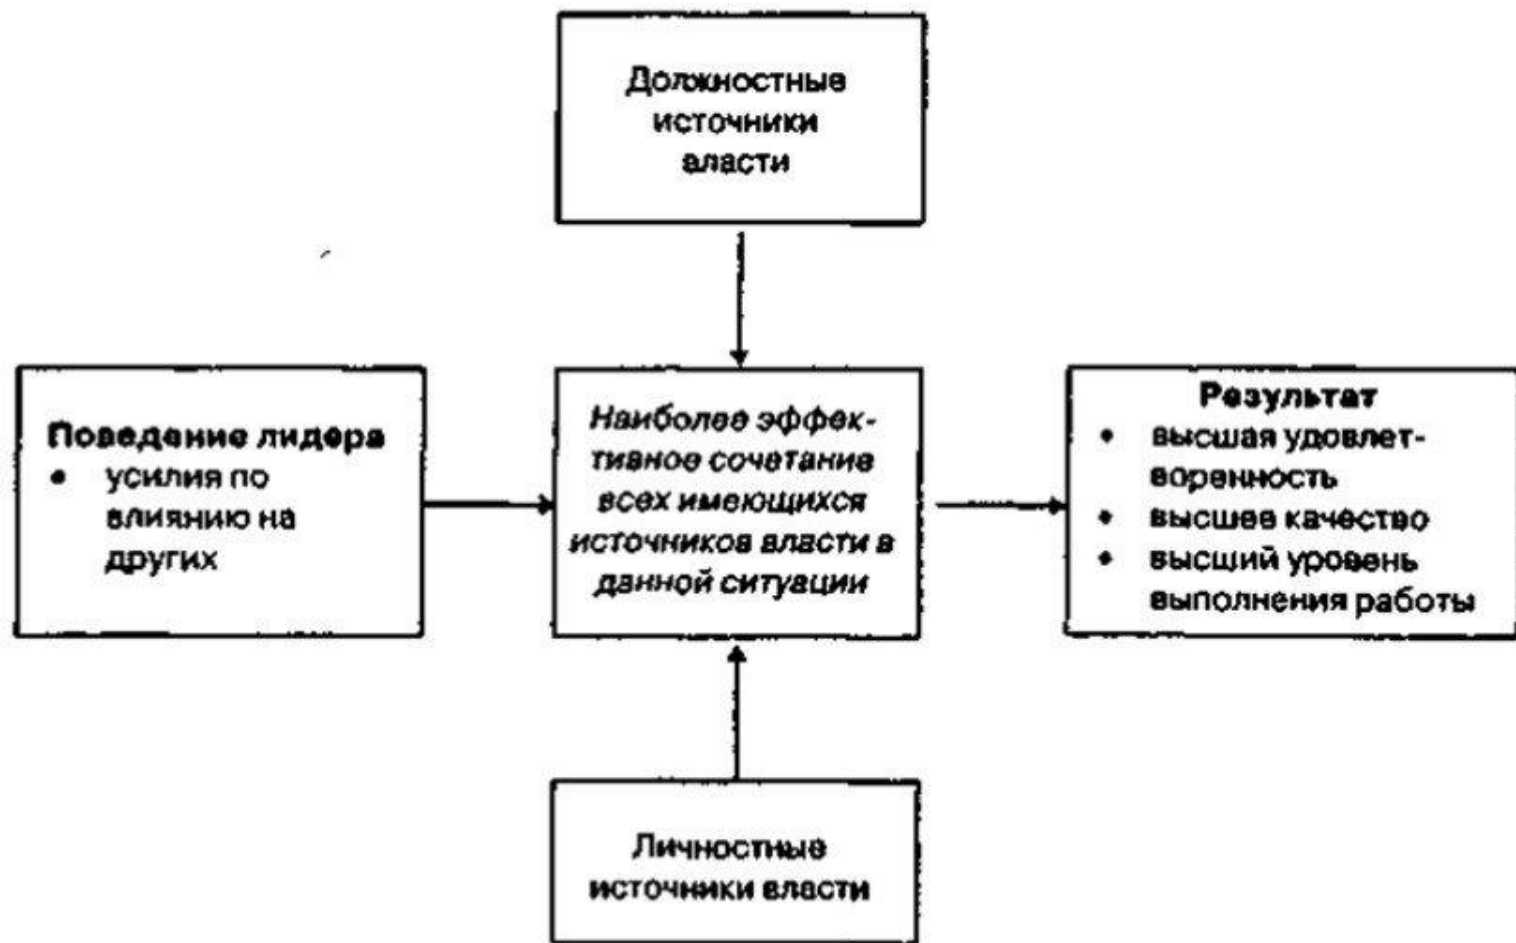 Должностные
источники
власти
Поведение лидера
• усилия по
влиянию на
других
Наиболее эффек-
тивное сочетание
всех имеющихся
источников власти в
данной ситуации
Результат
• высшая удовлет-
воренность
• высшее качество
• высший уровень
выполнения работы
Личностные
источники власти